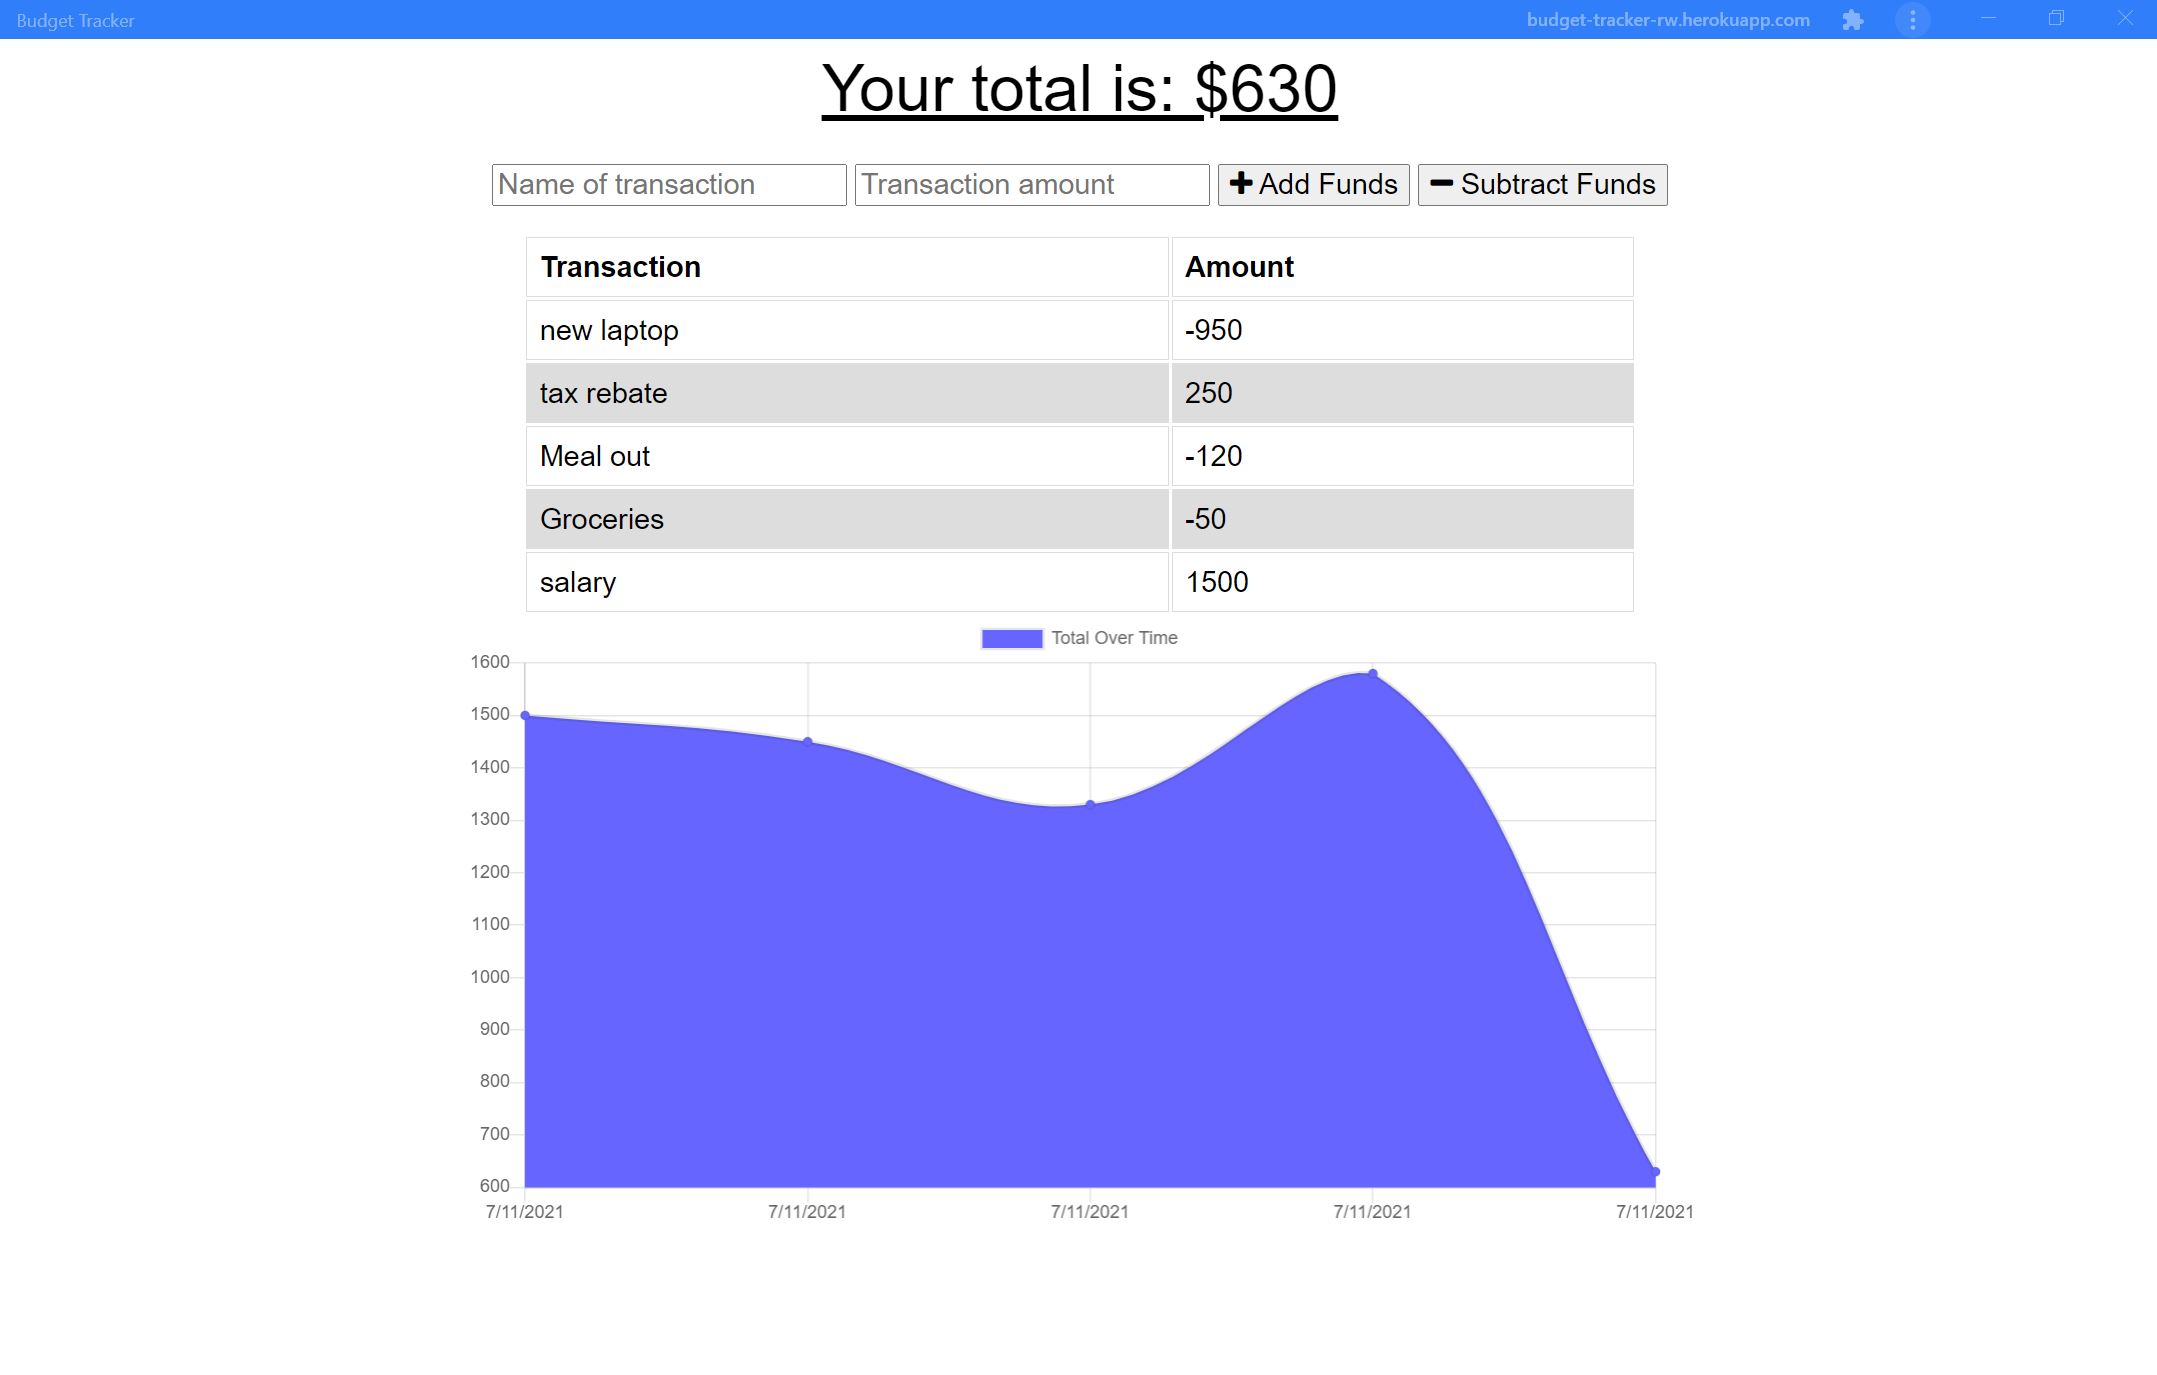 Budget Tracker budget-tracker-rw.herokuapp.com
Your total is: $630
Name of transaction Transaction amount Add Funds Subtract Funds
Transaction Amount
new laptop -950
tax rebate 250
Meal out -120
Groceries -50
salary 1500
Total Over Time
1600
1500
1400
1300
1200
1100
1000
900
800
700
600
7/11/2021 7/11/2021 7/11/2021 7/11/2021 7/11/2021